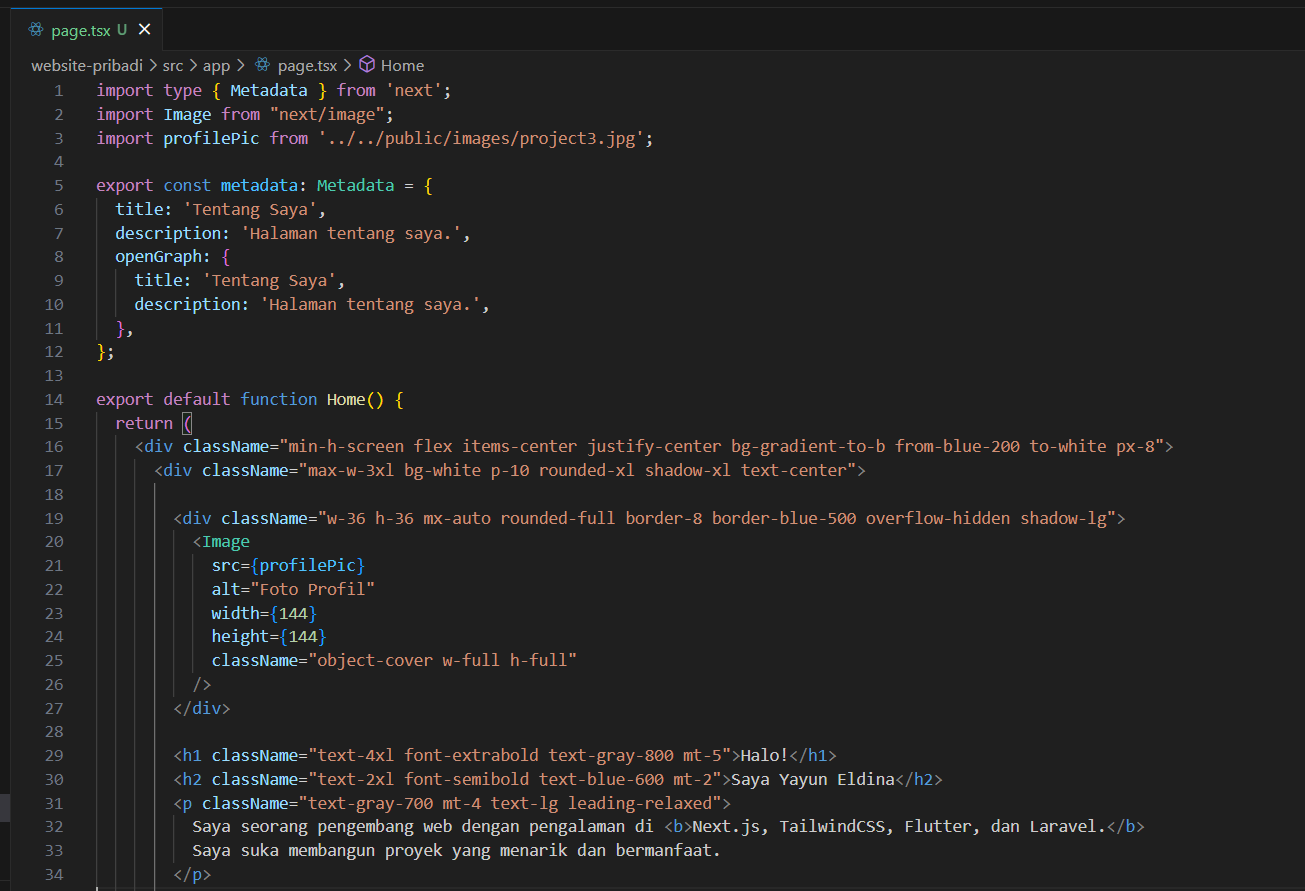 page.tsx U
website-pribadi > src > app > page.tsx > Home
1 import type { Metadata } from 'next';
2 import Image from "next/image";
3 import profilePic from '../../public/images/project3.jpg';
4
5 export const metadata: Metadata = {
6   title: 'Tentang Saya',
7   description: 'Halaman tentang saya.',
8   openGraph: {
9     title: 'Tentang Saya',
10     description: 'Halaman tentang saya.',
11   },
12 };
13
14 export default function Home() {
15   return (
16     <div className="min-h-screen flex items-center justify-center bg-gradient-to-b from-blue-200 to-white px-8">
17       <div className="max-w-3xl bg-white p-10 rounded-xl shadow-xl text-center">
18
19         <div className="w-36 h-36 mx-auto rounded-full border-8 border-blue-500 overflow-hidden shadow-lg">
20           <Image
21             src={profilePic}
22             alt="Foto Profil"
23             width={144}
24             height={144}
25             className="object-cover w-full h-full"
26           />
27         </div>
28
29         <h1 className="text-4xl font-extrabold text-gray-800 mt-5">Halo!</h1>
30         <h2 className="text-2xl font-semibold text-blue-600 mt-2">Saya Yayun Eldina</h2>
31         <p className="text-gray-700 mt-4 text-lg leading-relaxed">
32           Saya seorang pengembang web dengan pengalaman di <b>Next.js, TailwindCSS, Flutter, dan Laravel.</b>
33           Saya suka membangun proyek yang menarik dan bermanfaat.
34         </p>